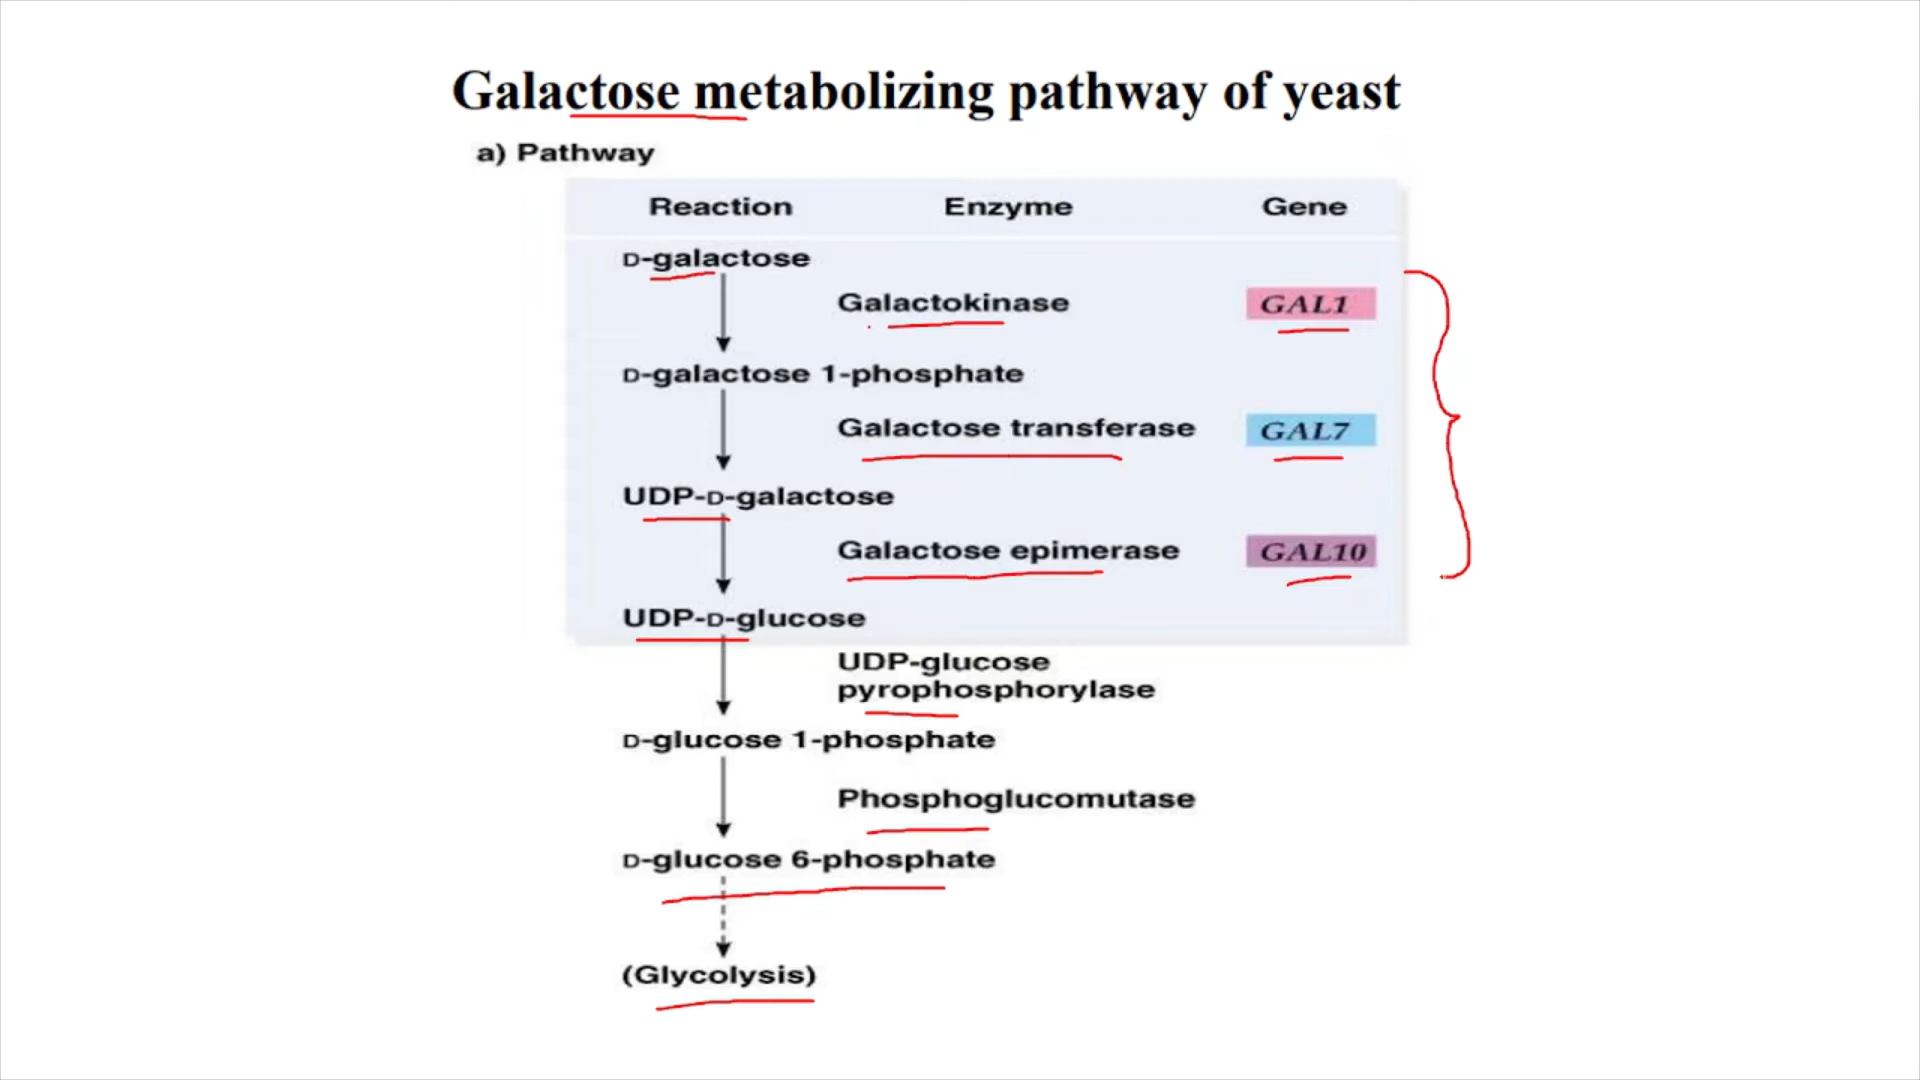 Galactose metabolizing pathway of yeast
a) Pathway
Reaction Enzyme Gene
D-galactose
Galactokinase GAL1
D-galactose 1-phosphate
Galactose transferase GAL7
UDP-D-galactose
Galactose epimerase GAL10
UDP-D-glucose
UDP-glucose
pyrophosphorylase
D-glucose 1-phosphate
Phosphoglucomutase
D-glucose 6-phosphate
(Glycolysis)